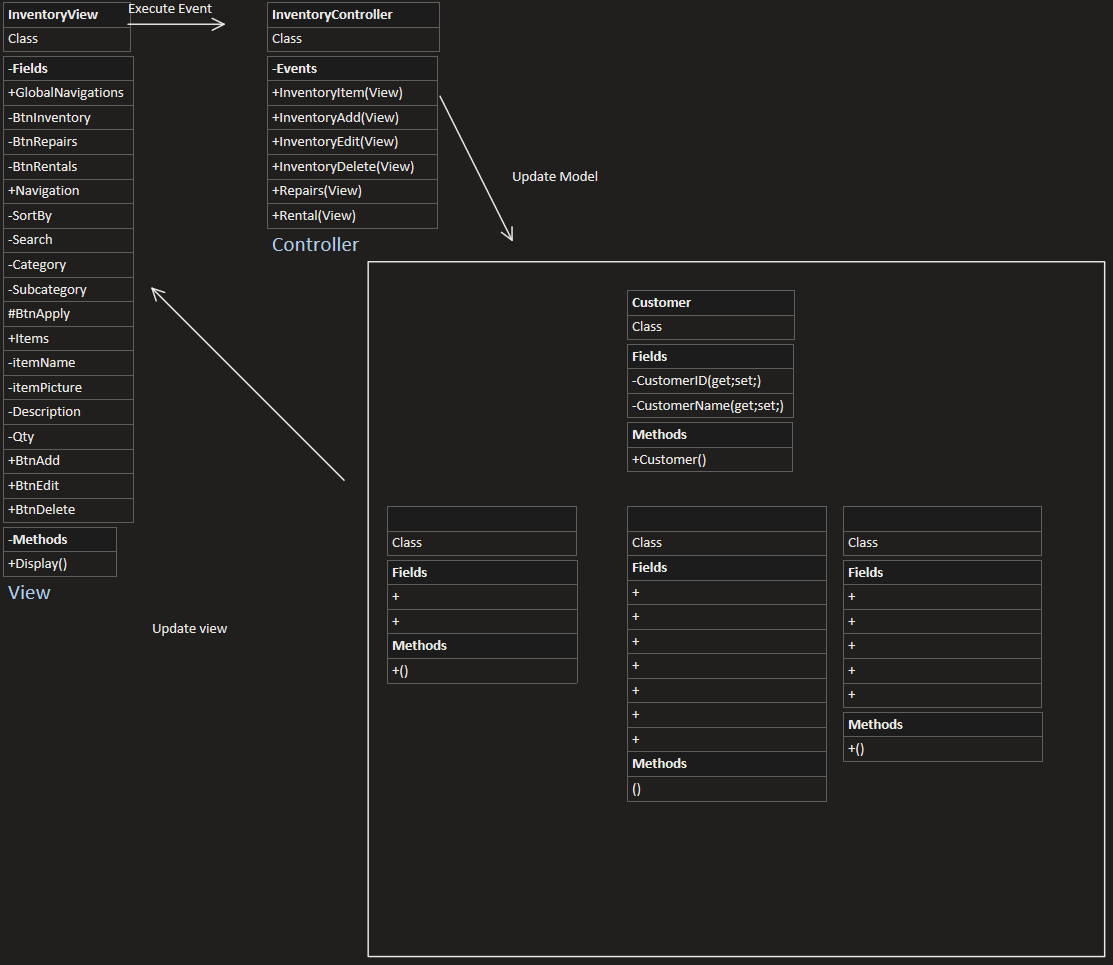 InventoryView
Class
-Fields
+GlobalNavigations
-BtnInventory
-BtnRepairs
-BtnRentals
+Navigation
-SortBy
-Search
-Category
-Subcategory
#BtnApply
+Items
-itemName
-itemPicture
-Description
-Qty
+BtnAdd
+BtnEdit
+BtnDelete
-Methods
+Display()
View
Execute Event
InventoryController
Class
-Events
+InventoryItem(View)
+InventoryAdd(View)
+InventoryEdit(View)
+InventoryDelete(View)
+Repairs(View)
+Rental(View)
Controller
Update Model
Update view
Customer
Class
Fields
-CustomerID(get;set;)
-CustomerName(get;set;)
Methods
+Customer()
Class
Fields
+
+
Methods
+()
Class
Fields
+
+
+
+
+
+
+
Methods
()
Class
Fields
+
+
+
+
+
Methods
+()